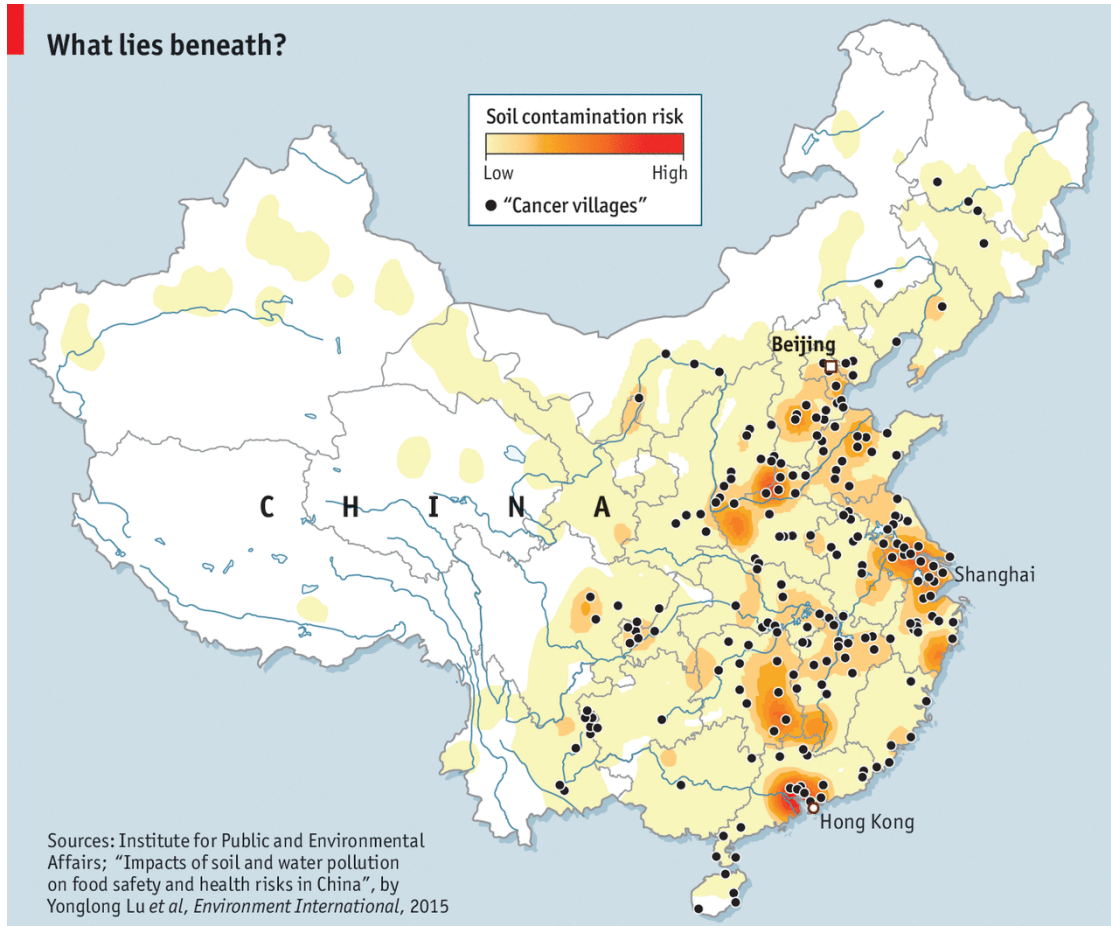 What lies beneath?
Soil contamination risk
Low High
“Cancer villages”
Beijing
C H I N A
Shanghai
Hong Kong
Sources: Institute for Public and Environmental
Affairs; “Impacts of soil and water pollution
on food safety and health risks in China”, by
Yonglong Lu et al, Environment International, 2015